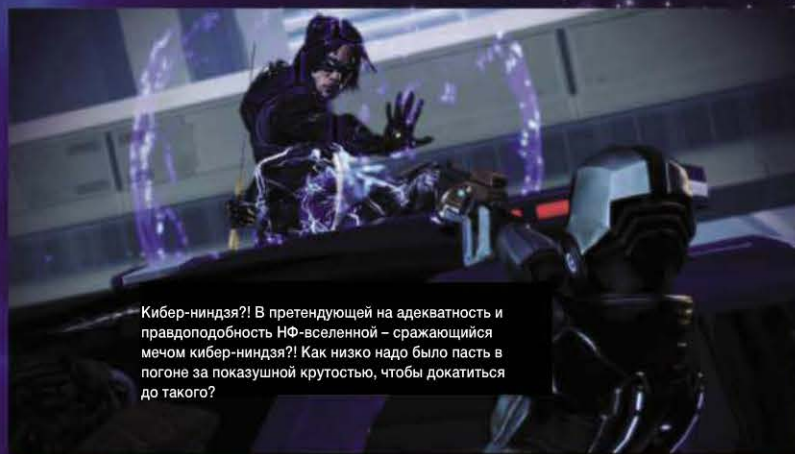 Кибер-ниндзя?! В претендующей на адекватность и
правдоподобность НФ-вселенной – сражающийся
мечом кибер-ниндзя?! Как низко надо было пасть в
погоне за показушной крутостью, чтобы докатиться
до такого?